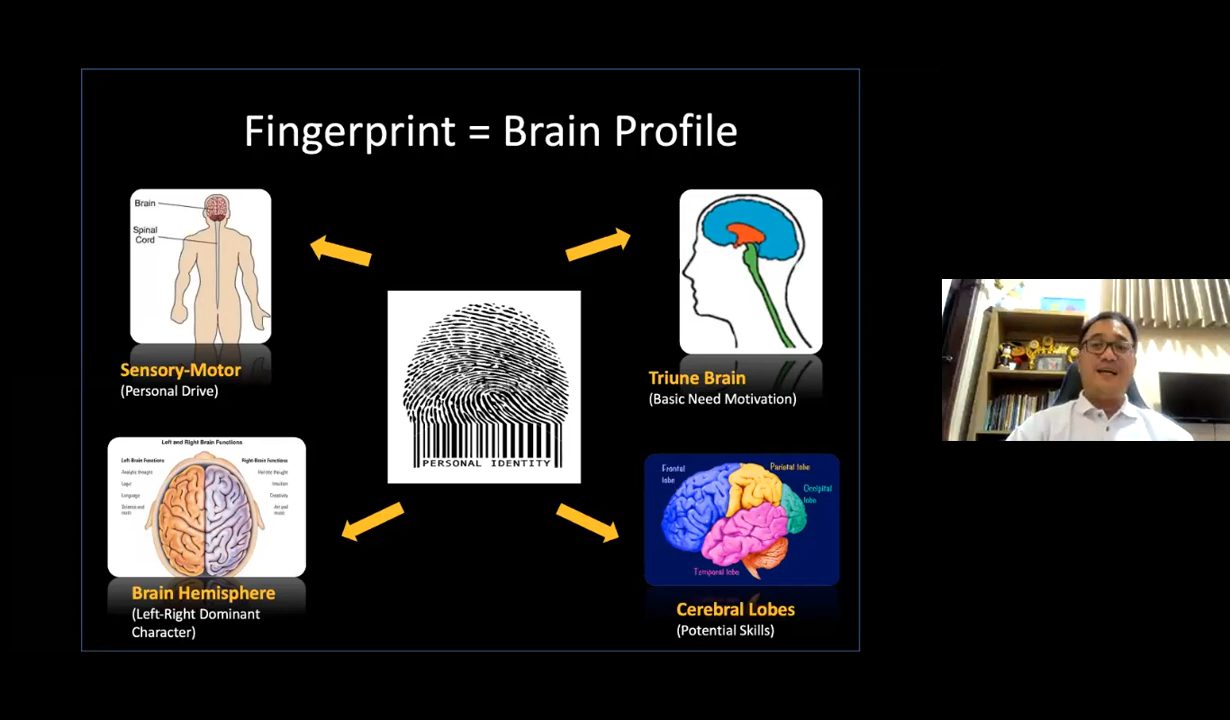 Fingerprint = Brain Profile
Brain
Spinal
Cord
Sensory-Motor
(Personal Drive)
Triune Brain
(Basic Need Motivation)
PERSONAL IDENTITY
Left and Right Brain Functions
Left Brain Functions
Analytic thought
Logic
Language
Science and
math
Right Brain Functions
Holistic thought
Intuition
Creativity
Art and
music
Brain Hemisphere
(Left-Right Dominant
Character)
Frontal
lobe
Parietal lobe
Occipital
lobe
Temporal lobe
Cerebral Lobes
(Potential Skills)